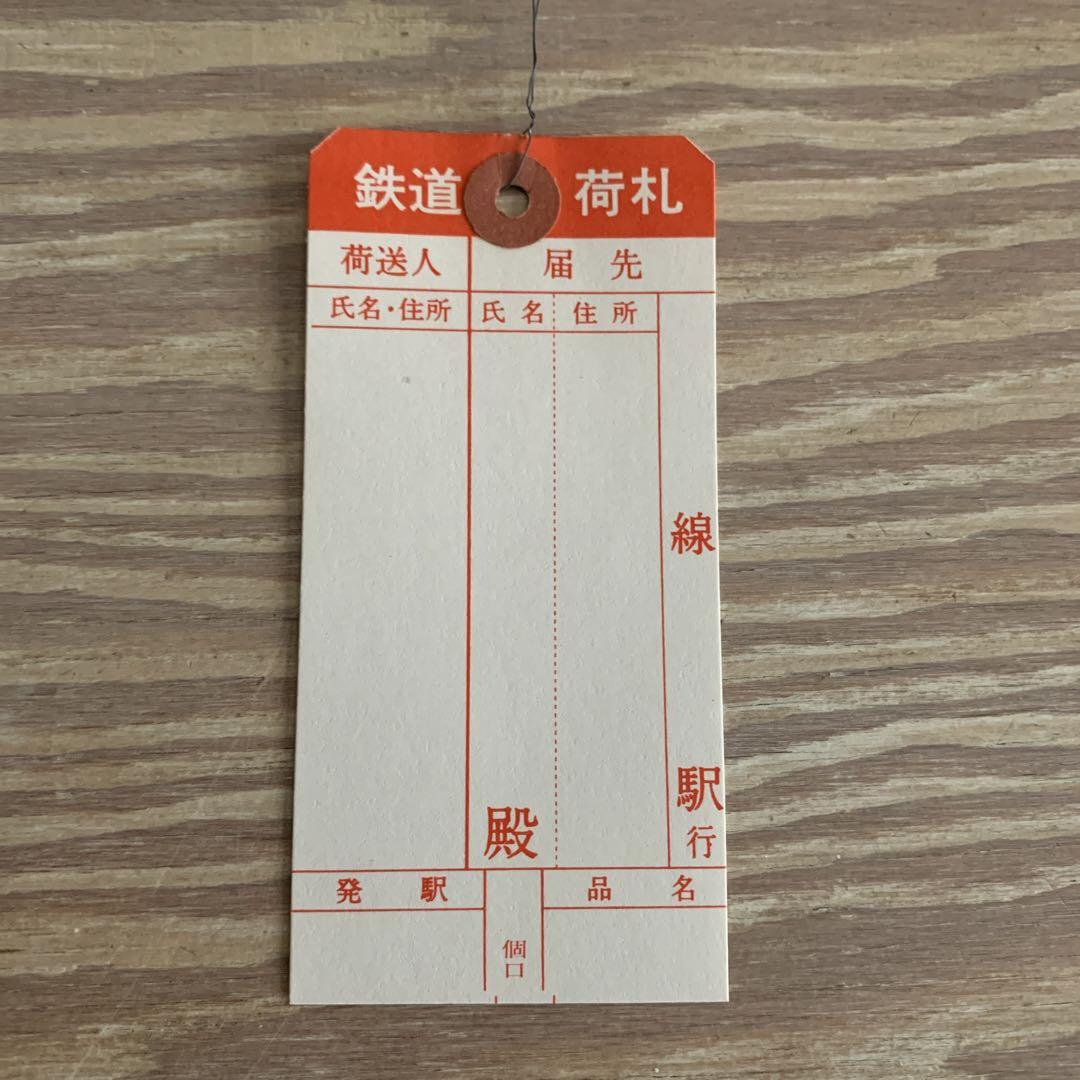 鉄道 荷札
荷送人
届先
氏名・住所
氏名
住所
線
駅
行
殿
発駅
個口
品名